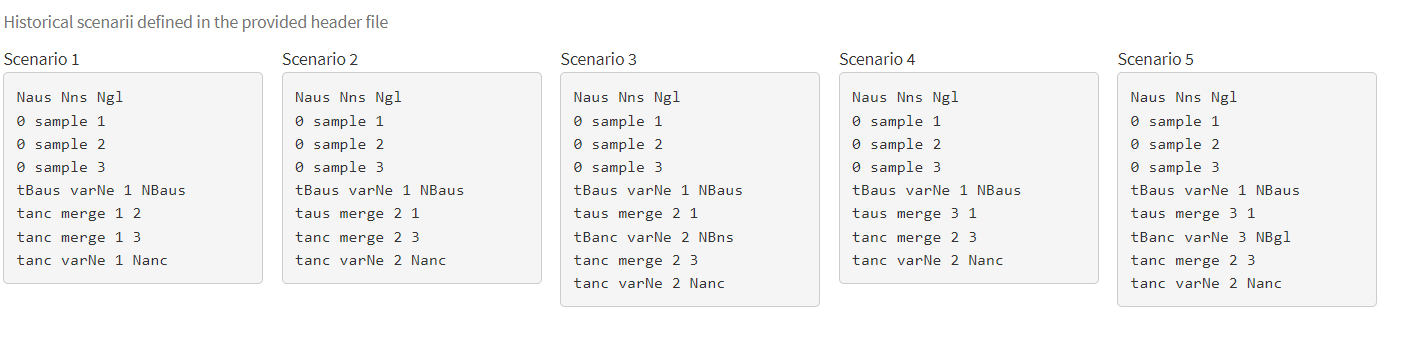 Historical scenarii defined in the provided header file
Scenario 1
Naus Nns Ngl
0 sample 1
0 sample 2
0 sample 3
tBaus varNe 1 NBaus
tanc merge 1 2
tanc merge 1 3
tanc varNe 1 Nanc
Scenario 2
Naus Nns Ngl
0 sample 1
0 sample 2
0 sample 3
tBaus varNe 1 NBaus
taus merge 2 1
tanc merge 2 3
tanc varNe 2 Nanc
Scenario 3
Naus Nns Ngl
0 sample 1
0 sample 2
0 sample 3
tBaus varNe 1 NBaus
taus merge 2 1
tBanc varNe 2 NBns
tanc merge 2 3
tanc varNe 2 Nanc
Scenario 4
Naus Nns Ngl
0 sample 1
0 sample 2
0 sample 3
tBaus varNe 1 NBaus
taus merge 3 1
tanc merge 2 3
tanc varNe 2 Nanc
Scenario 5
Naus Nns Ngl
0 sample 1
0 sample 2
0 sample 3
tBaus varNe 1 NBaus
taus merge 3 1
tBanc varNe 3 NBgl
tanc merge 2 3
tanc varNe 2 Nanc